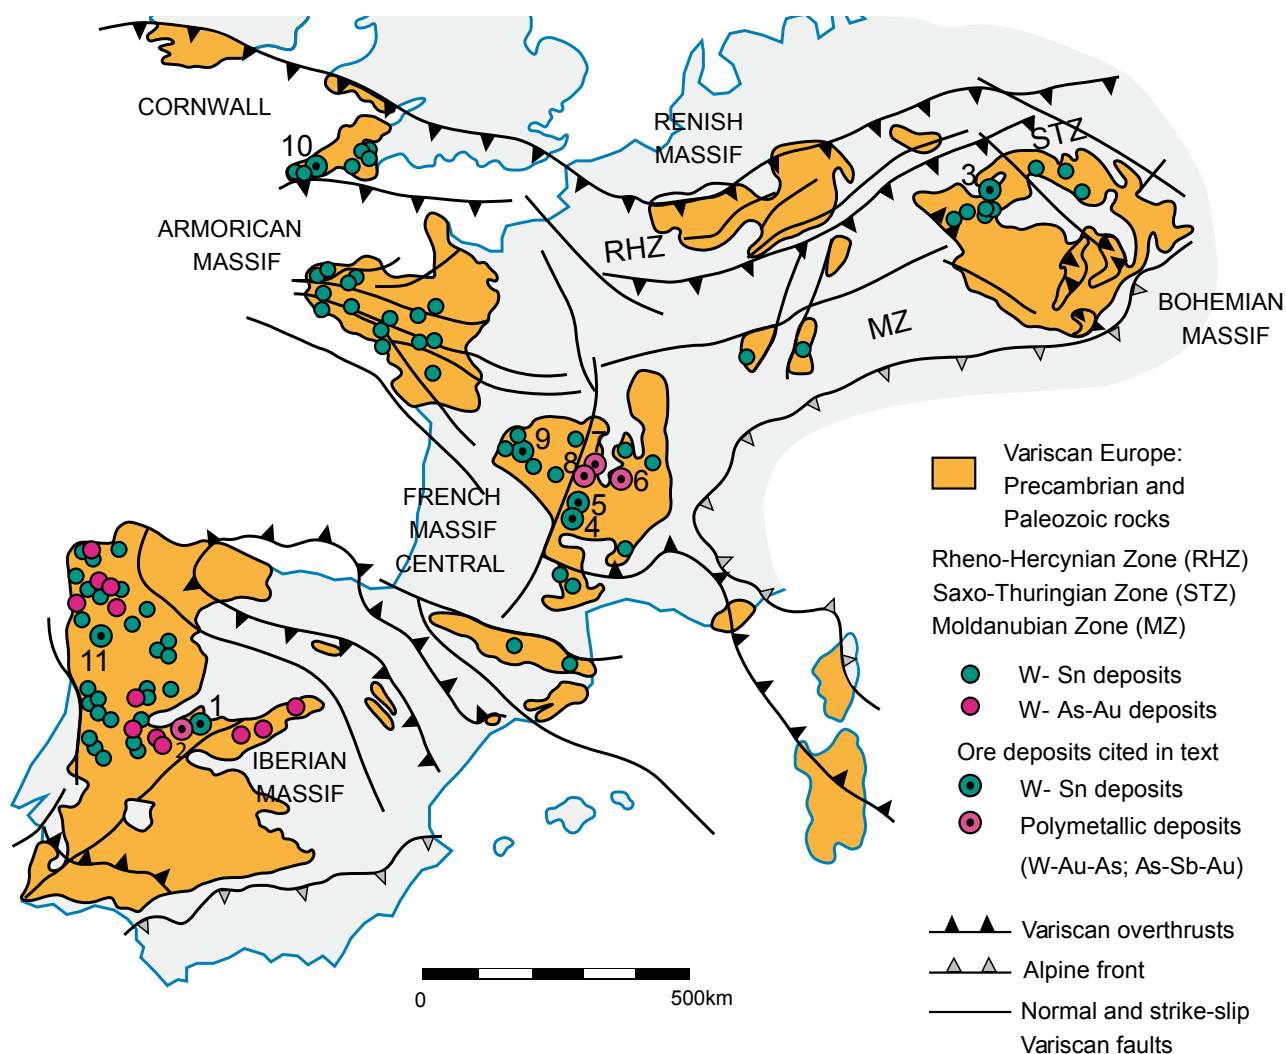 CORNWALL
10
RENISH
MASSIF
STZ
3
ARMORICAN
MASSIF
RHZ
MZ
BOHEMIAN
MASSIF
9
7
8
6
5
4
FRENCH
MASSIF
CENTRAL
11
1
2
IBERIAN
MASSIF
Variscan Europe:
Precambrian and
Paleozoic rocks
Rheno-Hercynian Zone (RHZ)
Saxo-Thuringian Zone (STZ)
Moldanubian Zone (MZ)
W- Sn deposits
W- As-Au deposits
Ore deposits cited in text
W- Sn deposits
Polymetallic deposits
(W-Au-As; As-Sb-Au)
Variscan overthrusts
Alpine front
Normal and strike-slip
Variscan faults
0 500km